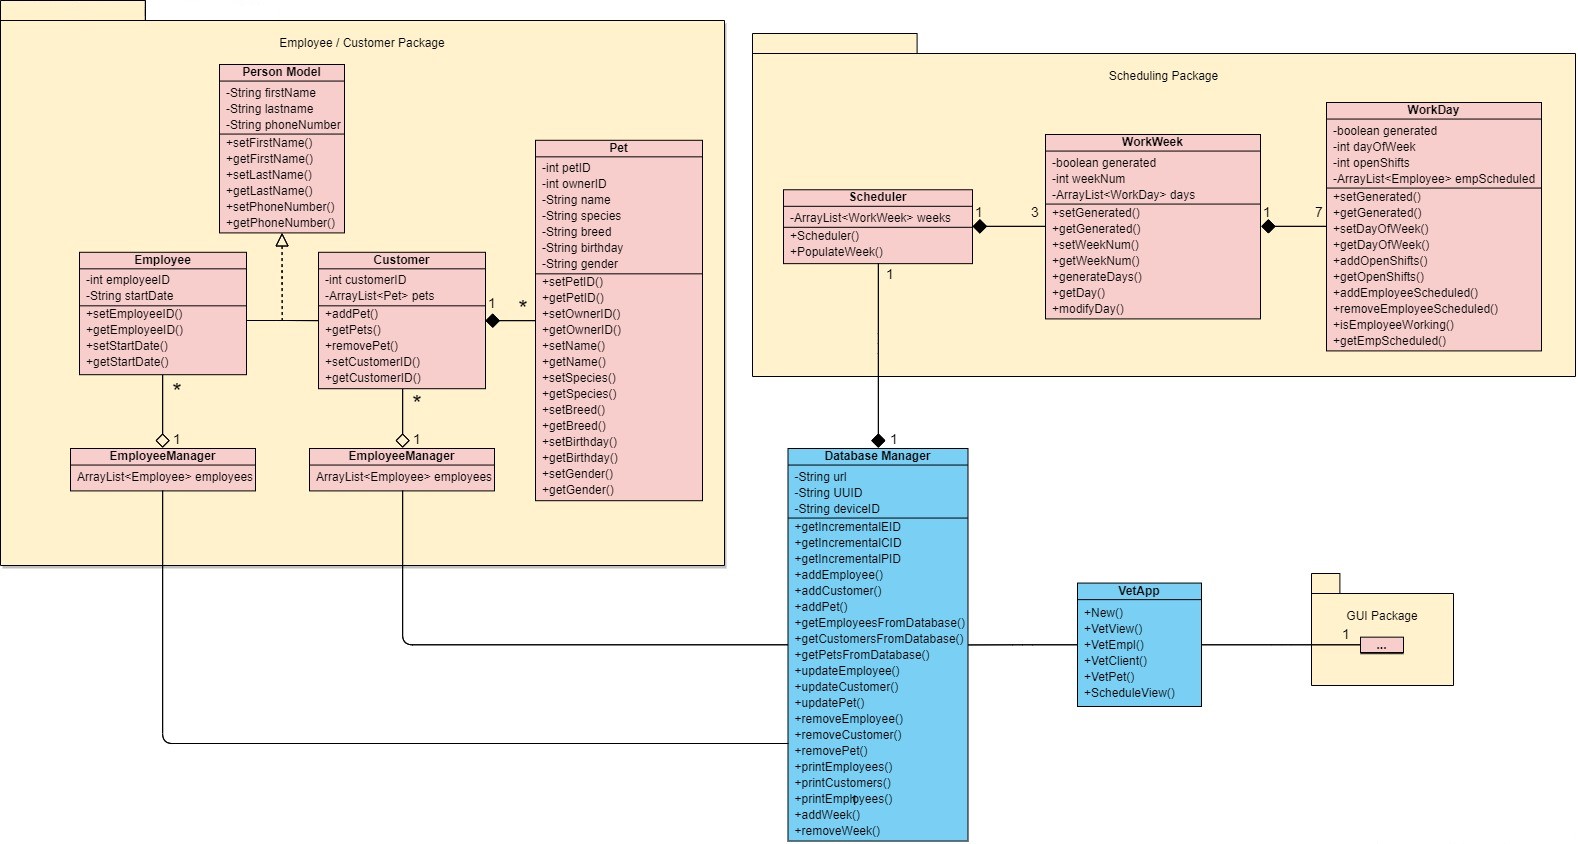 Employee / Customer Package
Person Model
-String firstName
-String lastname
-String phoneNumber
+setFirstName()
+getFirstName()
+setLastName()
+getLastName()
+setPhoneNumber()
+getPhoneNumber()
Employee
-int employeeID
-String startDate
+setEmployeeID()
+getEmployeeID()
+setStartDate()
+getStartDate()
*
1
EmployeeManager
ArrayList<Employee> employees
Customer
-int customerID
-ArrayList<Pet> pets
+addPet()
+getPets()
+removePet()
+setCustomerID()
+getCustomerID()
*
1
EmployeeManager
ArrayList<Employee> employees
1
*
Pet
-int petID
-int ownerID
-String name
-String species
-String breed
-String birthday
-String gender
+setPetID()
+getPetID()
+setOwnerID()
+getOwnerID()
+setName()
+getName()
+setSpecies()
+getSpecies()
+setBreed()
+getBreed()
+setBirthday()
+getBirthday()
+setGender()
+getGender()
Scheduling Package
Scheduler
-ArrayList<WorkWeek> weeks
+Scheduler()
+PopulateWeek()
1
3
WorkWeek
-boolean generated
-int weekNum
-ArrayList<WorkDay> days
+setGenerated()
+getGenerated()
+setWeekNum()
+getWeekNum()
+generateDays()
+getDay()
+modifyDay()
1
7
WorkDay
-boolean generated
-int dayOfWeek
-int openShifts
-ArrayList<Employee> empScheduled
+setGenerated()
+getGenerated()
+setDayOfWeek()
+getDayOfWeek()
+addOpenShifts()
+getOpenShifts()
+addEmployeeScheduled()
+removeEmployeeScheduled()
+isEmployeeWorking()
+getEmpScheduled()
1
1
Database Manager
-String url
-String UUID
-String deviceID
+getIncrementalEID
+getIncrementalCID
+getIncrementalPID
+addEmployee()
+addCustomer()
+addPet()
+getEmployeesFromDatabase()
+getCustomersFromDatabase()
+getPetsFromDatabase()
+updateEmployee()
+updateCustomer()
+updatePet()
+removeEmployee()
+removeCustomer()
+removePet()
+printEmployees()
+printCustomers()
+printEmployees()
1
+addWeek()
+removeWeek()
VetApp
+New()
+VetView()
+VetEmpl()
+VetClient()
+VetPet()
+ScheduleView()
GUI Package
1
...